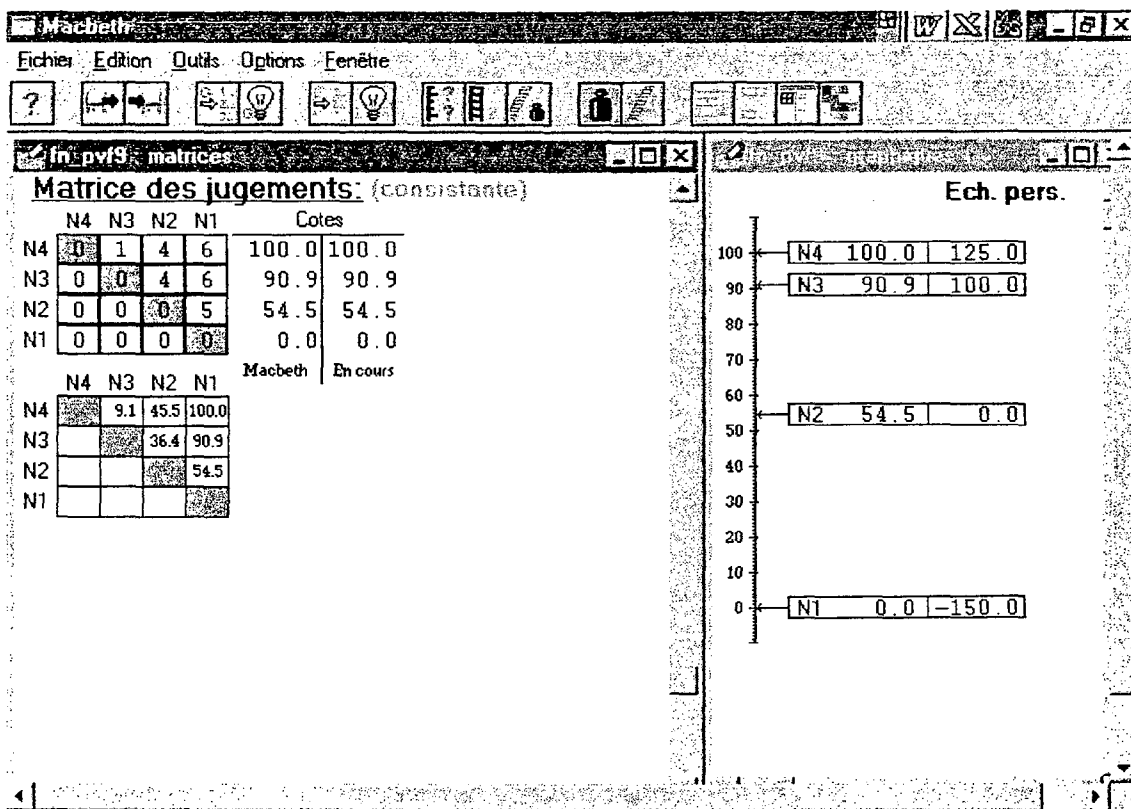 Macbeth
Fichier Edition Outils Options Fenêtre
fn_pvf9 : matrices
Matrice des jugements: (consistante)
N4 N3 N2 N1 Cotes
N4 0 1 4 6 100.0 100.0
N3 0 0 4 6 90.9 90.9
N2 0 0 0 5 54.5 54.5
N1 0 0 0 0 0.0 0.0
Macbeth En cours
N4 N3 N2 N1
N4 9.1 45.5 100.0
N3 36.4 90.9
N2 54.5
N1
Ech. pers.
100 N4 100.0 125.0
90 N3 90.9 100.0
80
70
60
N2 54.5 0.0
50
40
30
20
10
0 N1 0.0 -150.0